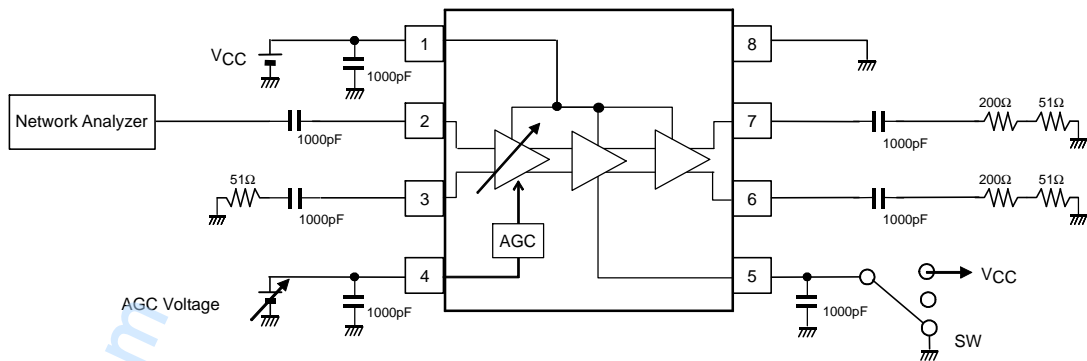 1
8
VCC
1000pF
Network Analyzer
1000pF
2
7
1000pF
200Ω
51Ω
51Ω
1000pF
3
6
1000pF
200Ω
51Ω
AGC
AGC Voltage
1000pF
4
5
1000pF
VCC
SW
m